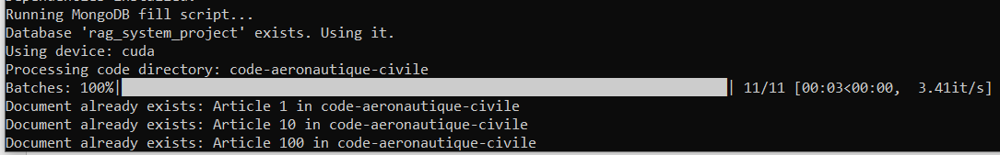 Dependencies installed.
Running MongoDB fill script...
Database 'rag_system_project' exists. Using it.
Using device: cuda
Processing code directory: code-aeronautique-civile
Batches: 100%| | 11/11 [00:03<00:00, 3.41it/s]
Document already exists: Article 1 in code-aeronautique-civile
Document already exists: Article 10 in code-aeronautique-civile
Document already exists: Article 100 in code-aeronautique-civile